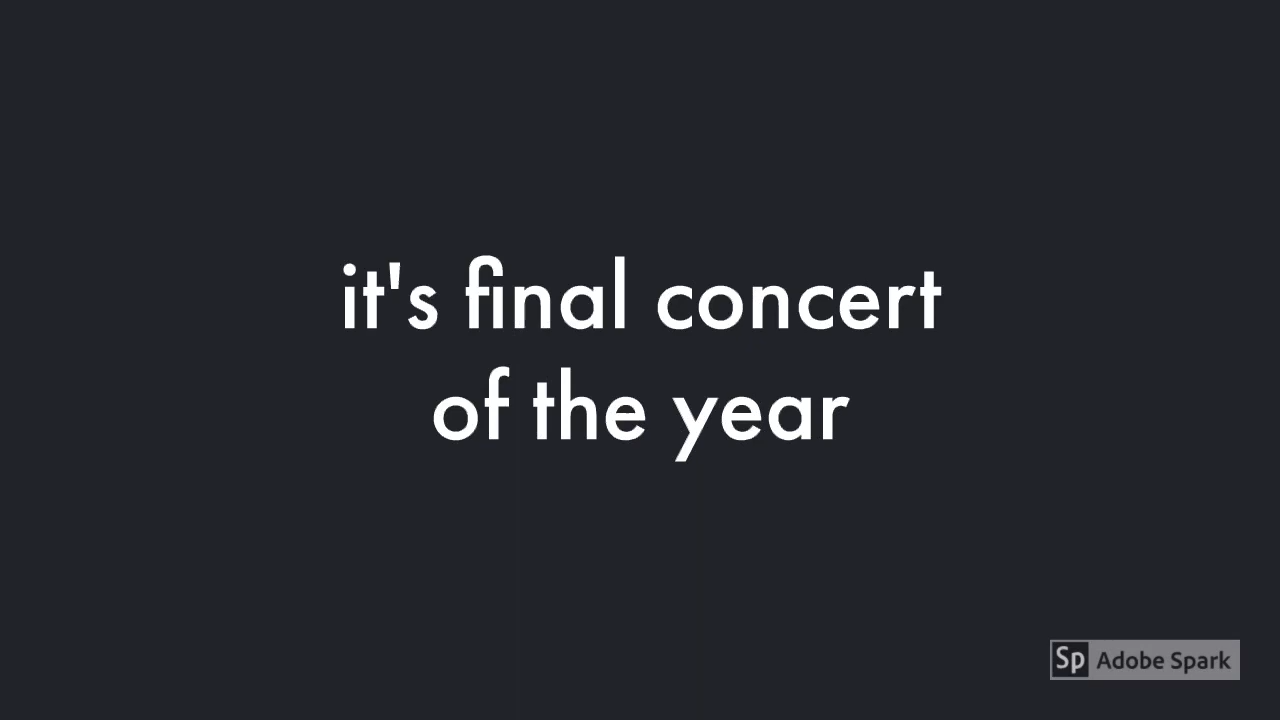 it's final concert
of the year
Sp Adobe Spark